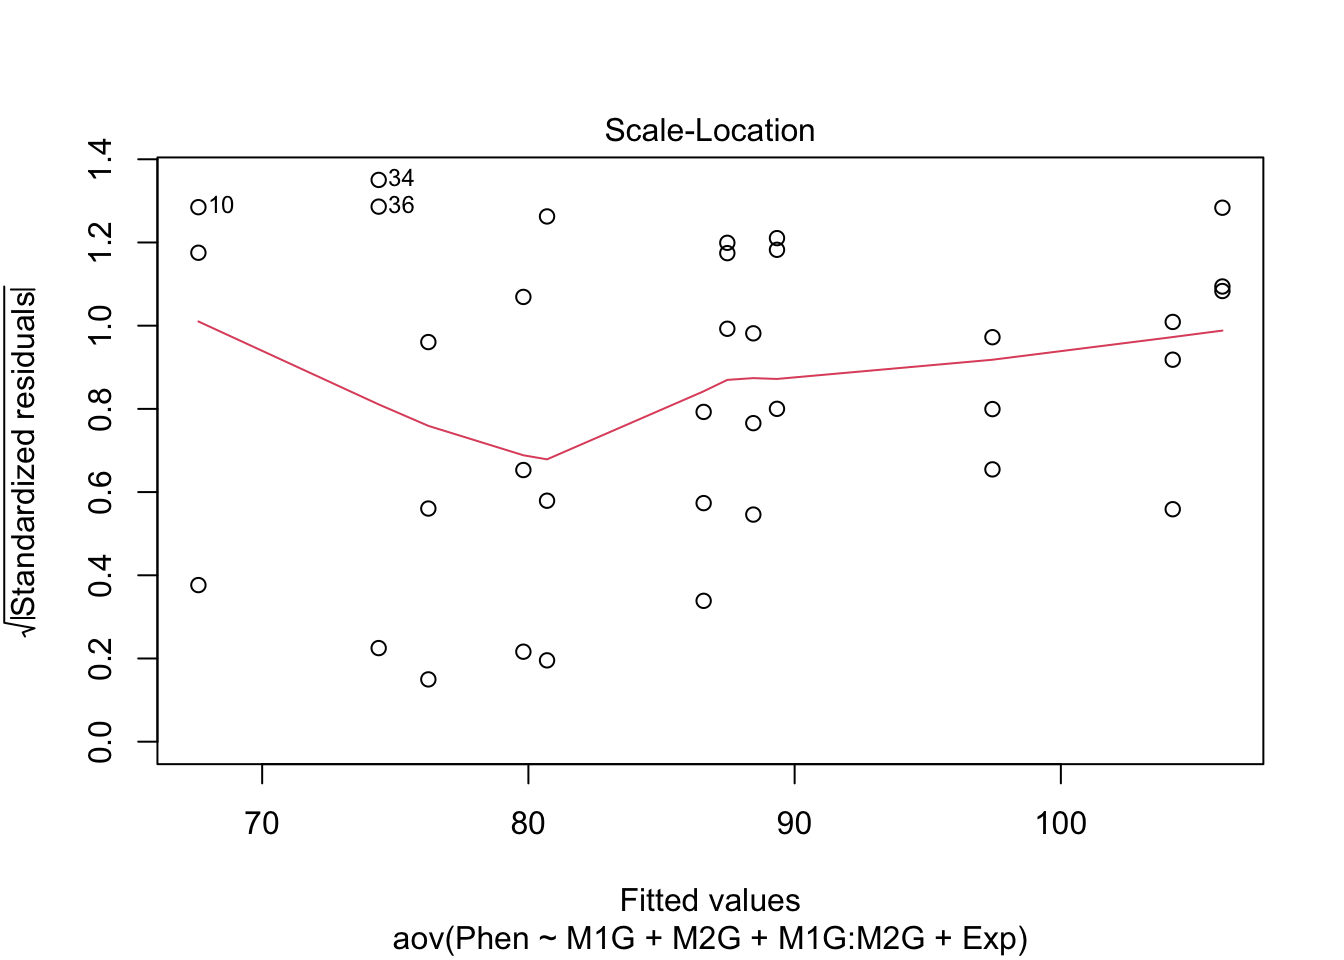 Scale-Location
√|Standardized residuals|
1.4
1.2
1.0
0.8
0.6
0.4
0.2
0.0
10
34
36
70 80 90 100
Fitted values
aov(Phen ~ M1G + M2G + M1G:M2G + Exp)